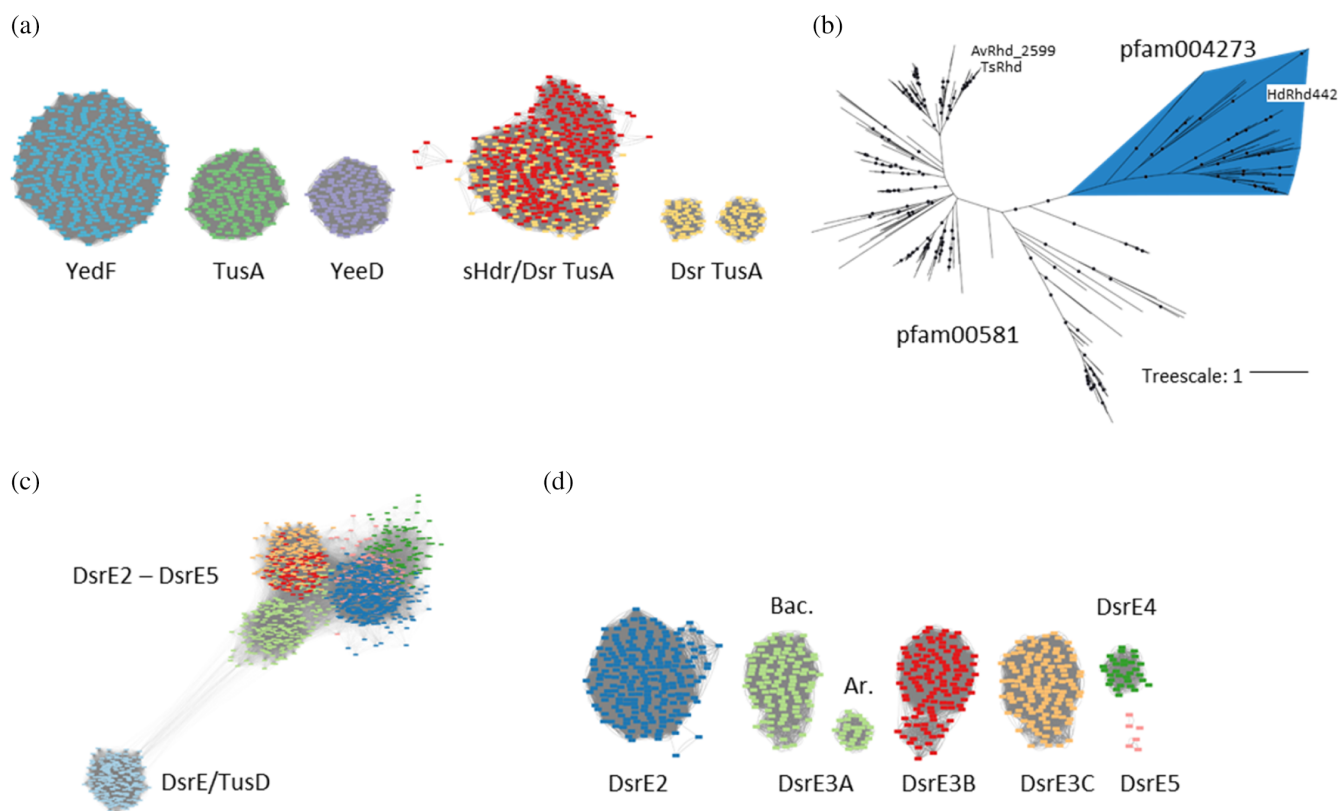 (a)
YedF
TusA
YeeD
sHdr/Dsr TusA
Dsr TusA
(b)
AvRhd_2599
TsRhd
pfam004273
HdRhd442
pfam00581
Treescale: 1
(c)
DsrE2 – DsrE5
DsrE/TusD
(d)
Bac.
Ar.
DsrE4
DsrE2
DsrE3A
DsrE3B
DsrE3C
DsrE5